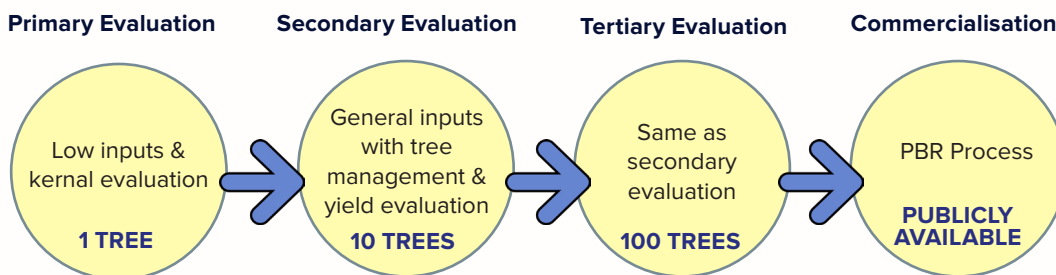 Primary Evaluation
Secondary Evaluation
Tertiary Evaluation
Commercialisation
Low inputs &
kernal evaluation
1 TREE
General inputs
with tree
management &
yield evaluation
10 TREES
Same as
secondary
evaluation
100 TREES
PBR Process
PUBLICLY
AVAILABLE